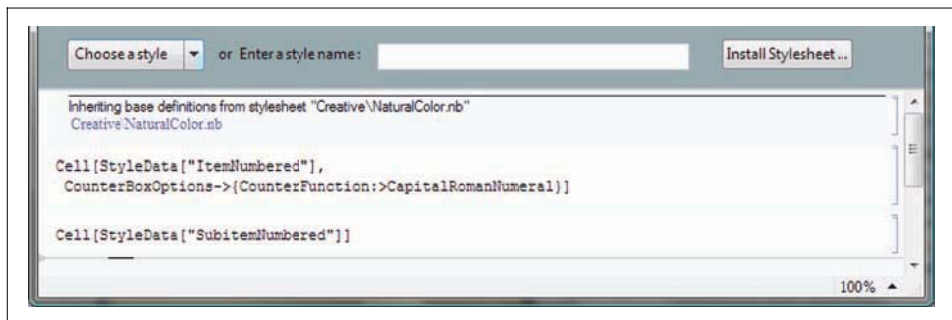 Choose a style or Enter a style name: Install Stylesheet...
Inheriting base definitions from stylesheet "Creative\NaturalColor.nb"
Creative\NaturalColor.nb
Cell[StyleData["ItemNumbered"],
CounterBoxOptions->{CounterFunction:>CapitalRomanNumeral}]
Cell[StyleData["SubitemNumbered"]]
100%